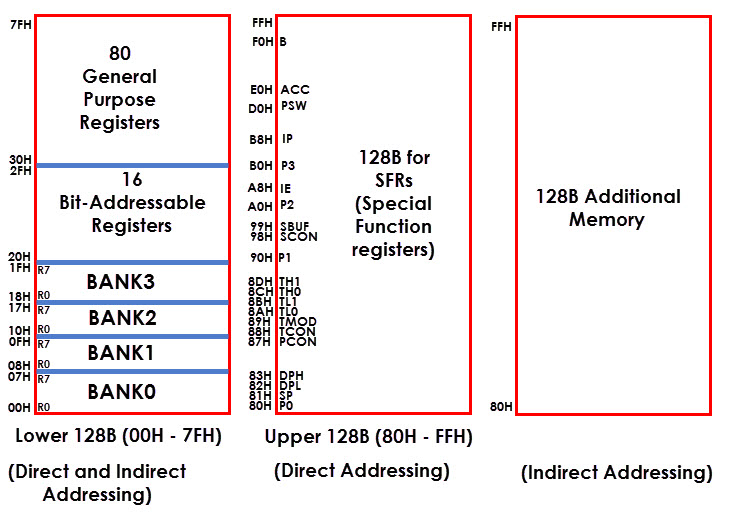 7FH
80
General
Purpose
Registers
30H
2FH
16
Bit-Addressable
Registers
20H
1FH R7
BANK3
18H R0
17H R7
BANK2
10H R0
0FH R7
BANK1
08H R0
07H R7
BANK0
00H R0
Lower 128B (00H - 7FH)
(Direct and Indirect
Addressing)
FFH
F0H B
E0H ACC
D0H PSW
B8H IP
B0H P3
A8H IE
A0H P2
99H SBUF
98H SCON
90H P1
8DH TH1
8CH TH0
8BH TL1
8AH TL0
89H TMOD
88H TCON
87H PCON
83H DPH
82H DPL
81H SP
80H P0
128B for
SFRs
(Special
Function
registers)
Upper 128B (80H - FFH)
(Direct Addressing)
FFH
128B Additional
Memory
80H
(Indirect Addressing)